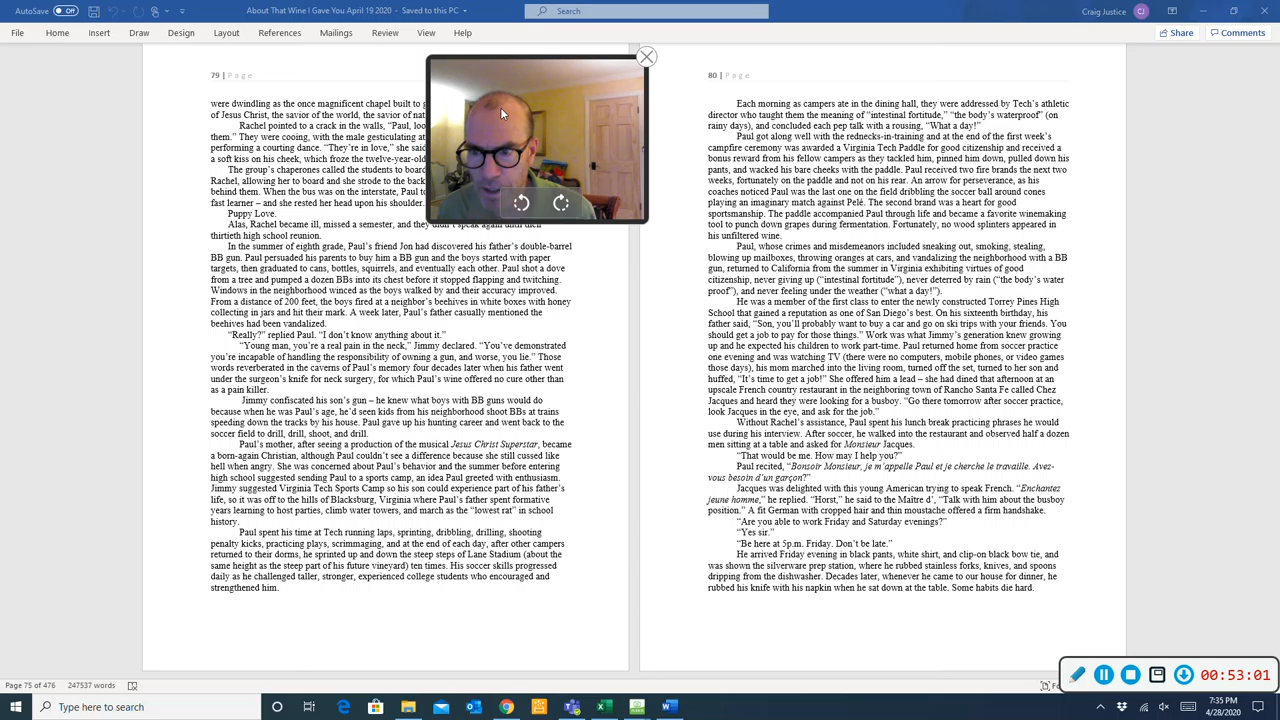 AutoSave Off About That Wine I Gave You April 19 2020 - Saved to this PC Search Craig Justice CJ
File Home Insert Draw Design Layout References Mailings Review View Help Share Comments
79 | Page
were dwindling as the once magnificent chapel built to g
of Jesus Christ, the savior of the world, the savior of nat
Rachel pointed to a crack in the walls, “Paul, loo
them.” They were cooing, with the male gesticulating at
performing a courting dance. “They’re in love,” she sai
a soft kiss on his cheek, which froze the twelve-year-old
The group’s chaperones called the students to board
Rachel, allowing her to board and she strode to the back
behind them. When the bus was on the interstate, Paul to
fast learner – and she rested her head upon his shoulder.
Puppy Love.
Alas, Rachel became ill, missed a semester, and they didn’t speak again until their
thirtieth high school reunion.
In the summer of eighth grade, Paul’s friend Jon had discovered his father’s double-barrel
BB gun. Paul persuaded his parents to buy him a BB gun and the boys started with paper
targets, then graduated to cans, bottles, squirrels, and eventually each other. Paul shot a dove
from a tree and pumped a dozen BBs into its chest before it stopped flapping and twitching.
Windows in the neighborhood winced as the boys walked by and their accuracy improved.
From a distance of 200 feet, the boys fired at a neighbor’s beehives in white boxes with honey
collecting in jars and hit their mark. A week later, Paul’s father casually mentioned the
beehives had been vandalized.
“Really?” replied Paul. “I don’t know anything about it.”
“Young man, you’re a real pain in the neck,” Jimmy declared. “You’ve demonstrated
you’re incapable of handling the responsibility of owning a gun, and worse, you lie.” Those
words reverberated in the caverns of Paul’s memory four decades later when his father went
under the surgeon’s knife for neck surgery, for which Paul’s wine offered no cure other than
as a pain killer.
Jimmy confiscated his son’s gun – he knew what boys with BB guns would do
because when he was Paul’s age, he’d seen kids from his neighborhood shoot BBs at trains
speeding down the tracks by his house. Paul gave up his hunting career and went back to the
soccer field to drill, drill, shoot, and drill.
Paul’s mother, after seeing a production of the musical Jesus Christ Superstar, became
a born-again Christian, although Paul couldn’t see a difference because she still cussed like
hell when angry. She was concerned about Paul’s behavior and the summer before entering
high school suggested sending Paul to a sports camp, an idea Paul greeted with enthusiasm.
Jimmy suggested Virginia Tech Sports Camp so his son could experience part of his father’s
life, so it was off to the hills of Blacksburg, Virginia where Paul’s father spent formative
years learning to host parties, climb water towers, and march as the “lowest rat” in school
history.
Paul spent his time at Tech running laps, sprinting, dribbling, drilling, shooting
penalty kicks, practicing plays, scrimmaging, and at the end of each day, after other campers
returned to their dorms, he sprinted up and down the steep steps of Lane Stadium (about the
same height as the steep part of his future vineyard) ten times. His soccer skills progressed
daily as he challenged taller, stronger, experienced college students who encouraged and
strengthened him.
80 | Page
Each morning as campers ate in the dining hall, they were addressed by Tech’s athletic
director who taught them the meaning of “intestinal fortitude,” “the body’s waterproof” (on
rainy days), and concluded each pep talk with a rousing, “What a day!”
Paul got along well with the rednecks-in-training and at the end of the first week’s
campfire ceremony was awarded a Virginia Tech Paddle for good citizenship and received a
bonus reward from his fellow campers as they tackled him, pinned him down, pulled down his
pants, and wacked his bare cheeks with the paddle. Paul received two fire brands the next two
weeks, fortunately on the paddle and not on his rear. An arrow for perseverance, as his
coaches noticed Paul was the last one on the field dribbling the soccer ball around cones
playing an imaginary match against Pelé. The second brand was a heart for good
sportsmanship. The paddle accompanied Paul through life and became a favorite winemaking
tool to punch down grapes during fermentation. Fortunately, no wood splinters appeared in
his unfiltered wine.
Paul, whose crimes and misdemeanors included sneaking out, smoking, stealing,
blowing up mailboxes, throwing oranges at cars, and vandalizing the neighborhood with a BB
gun, returned to California from the summer in Virginia exhibiting virtues of good
citizenship, never giving up (“intestinal fortitude”), never deterred by rain (“the body’s water
proof”), and never feeling under the weather (“what a day!”).
He was a member of the first class to enter the newly constructed Torrey Pines High
School that gained a reputation as one of San Diego’s best. On his sixteenth birthday, his
father said, “Son, you’ll probably want to buy a car and go on ski trips with your friends. You
should get a job to pay for those things.” Work was what Jimmy’s generation knew growing
up and he expected his children to work part-time. Paul returned home from soccer practice
one evening and was watching TV (there were no computers, mobile phones, or video games
those days), his mom marched into the living room, turned off the set, turned to her son and
huffed, “It’s time to get a job!” She offered him a lead – she had dined that afternoon at an
upscale French country restaurant in the neighboring town of Rancho Santa Fe called Chez
Jacques and heard they were looking for a busboy. “Go there tomorrow after soccer practice,
look Jacques in the eye, and ask for the job.”
Without Rachel’s assistance, Paul spent his lunch break practicing phrases he would
use during his interview. After soccer, he walked into the restaurant and observed half a dozen
men sitting at a table and asked for Monsieur Jacques.
“That would be me. How may I help you?”
Paul recited, “Bonsoir Monsieur, je m’appelle Paul et je cherche le travaille. Avez-
vous besoin d’un garçon?”
Jacques was delighted with this young American trying to speak French. “Enchantez
jeune homme,” he replied. “Horst,” he said to the Maître d’, “Talk with him about the busboy
position.” A fit German with cropped hair and thin moustache offered a firm handshake.
“Are you able to work Friday and Saturday evenings?”
“Yes sir.”
“Be here at 5p.m. Friday. Don’t be late.”
He arrived Friday evening in black pants, white shirt, and clip-on black bow tie, and
was shown the silverware prep station, where he rubbed stainless forks, knives, and spoons
dripping from the dishwasher. Decades later, whenever he came to our house for dinner, he
rubbed his knife with his napkin when he sat down at the table. Some habits die hard.
00:53:01
Page 75 of 476 247537 words
Type here to search 7:35 PM
4/28/2020